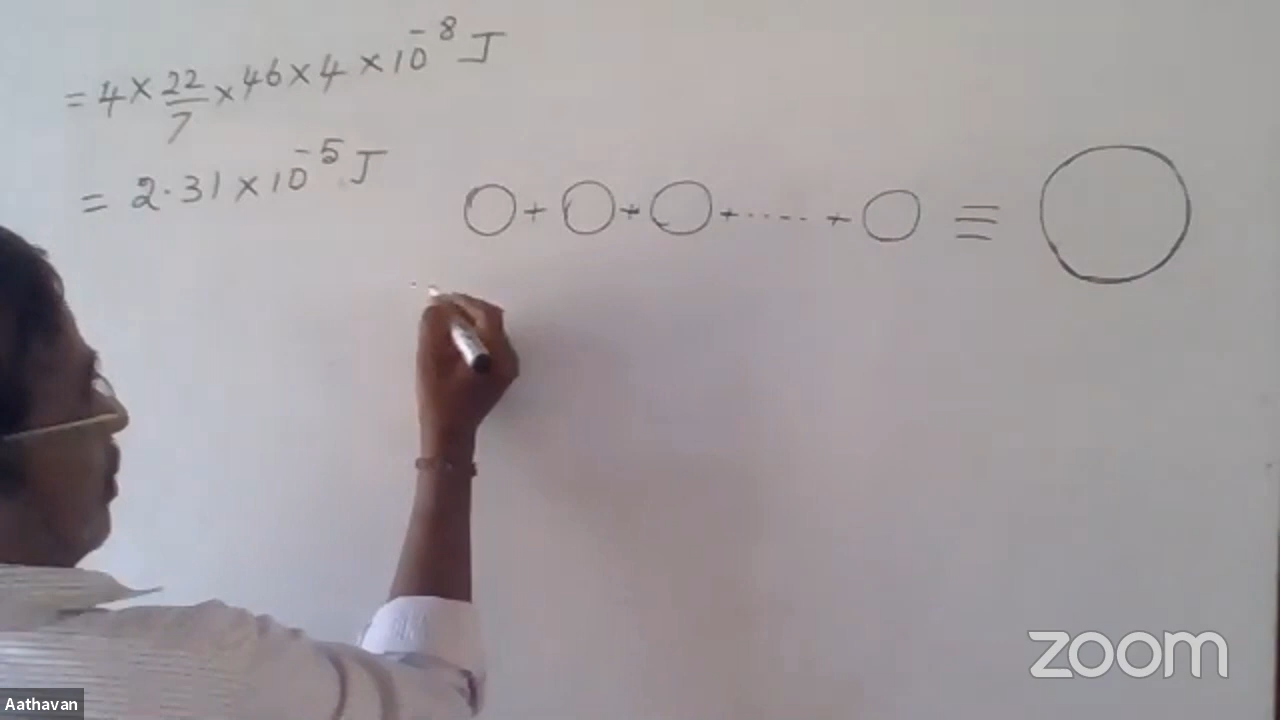 = 4 × 22/7 × 46 × 4 × 10⁻⁸ J
= 2.31 × 10⁻⁵ J
+ + + ..... + ≡
zoom
Aathavan